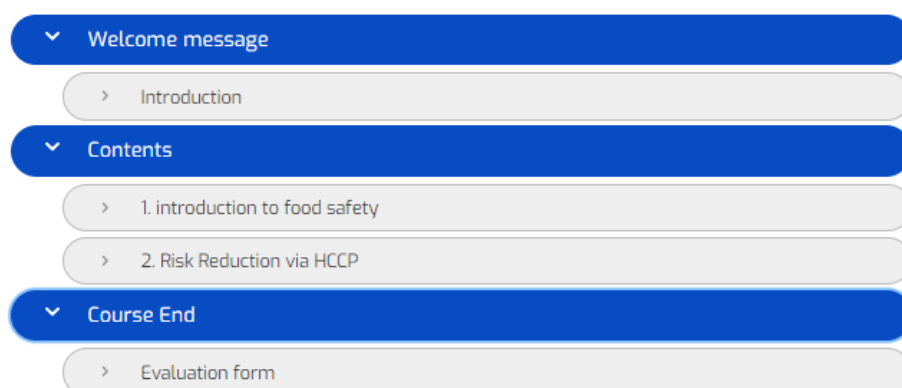 Welcome message
Introduction
Contents
1. introduction to food safety
2. Risk Reduction via HCCP
Course End
Evaluation form